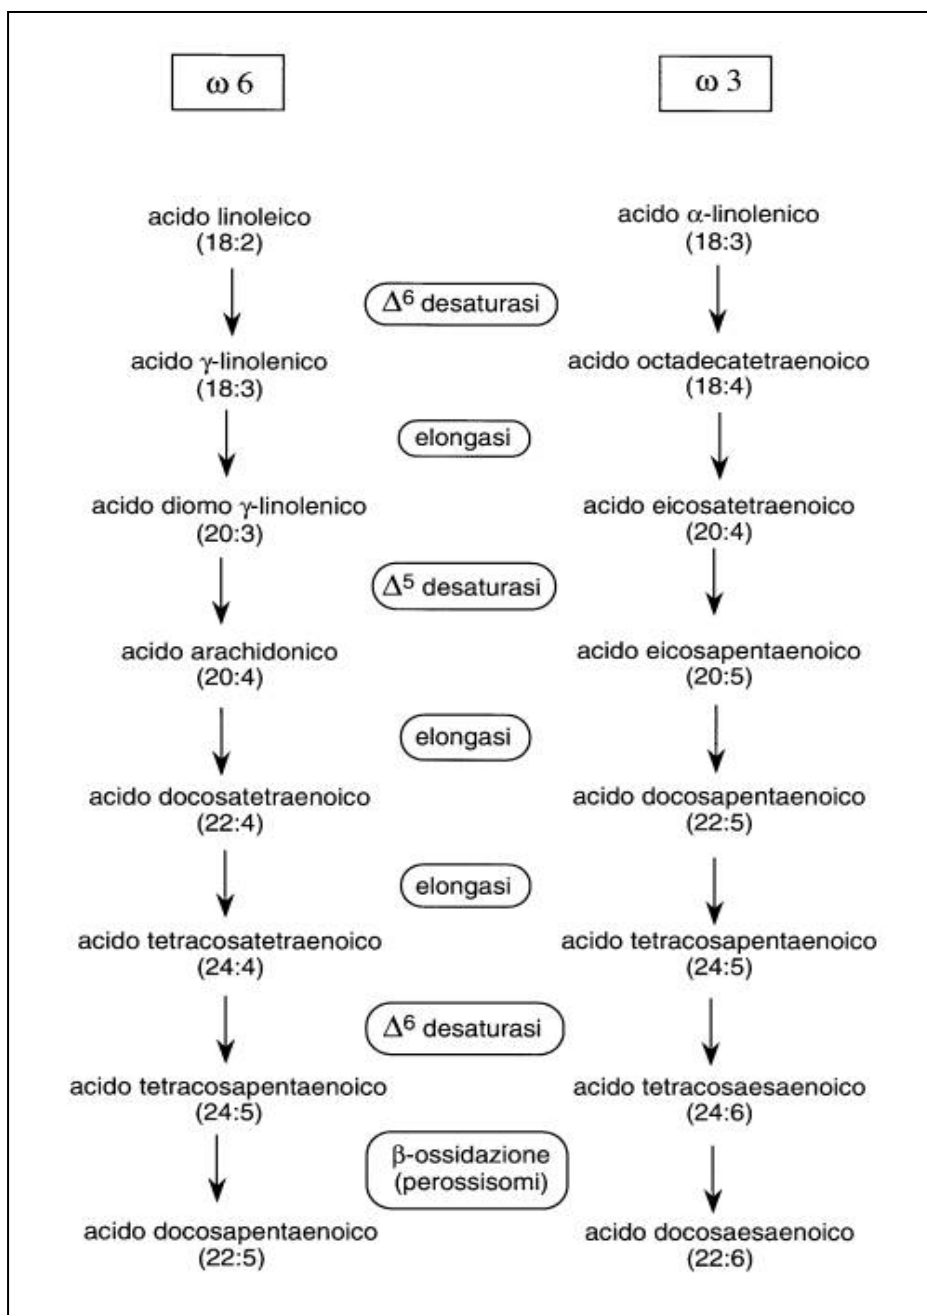 ω 6
ω 3
acido linoleico
(18:2)
acido α-linolenico
(18:3)
Δ6 desaturasi
acido γ-linolenico
(18:3)
acido octadecatetraenoico
(18:4)
elongasi
acido diomo γ-linolenico
(20:3)
acido eicosatetraenoico
(20:4)
Δ5 desaturasi
acido arachidonico
(20:4)
acido eicosapentaenoico
(20:5)
elongasi
acido docosatetraenoico
(22:4)
acido docosapentaenoico
(22:5)
elongasi
acido tetracosatetraenoico
(24:4)
acido tetracosapentaenoico
(24:5)
Δ6 desaturasi
acido tetracosapentaenoico
(24:5)
acido tetracosaesaenoico
(24:6)
β-ossidazione
(perossisomi)
acido docosapentaenoico
(22:5)
acido docosaesaenoico
(22:6)